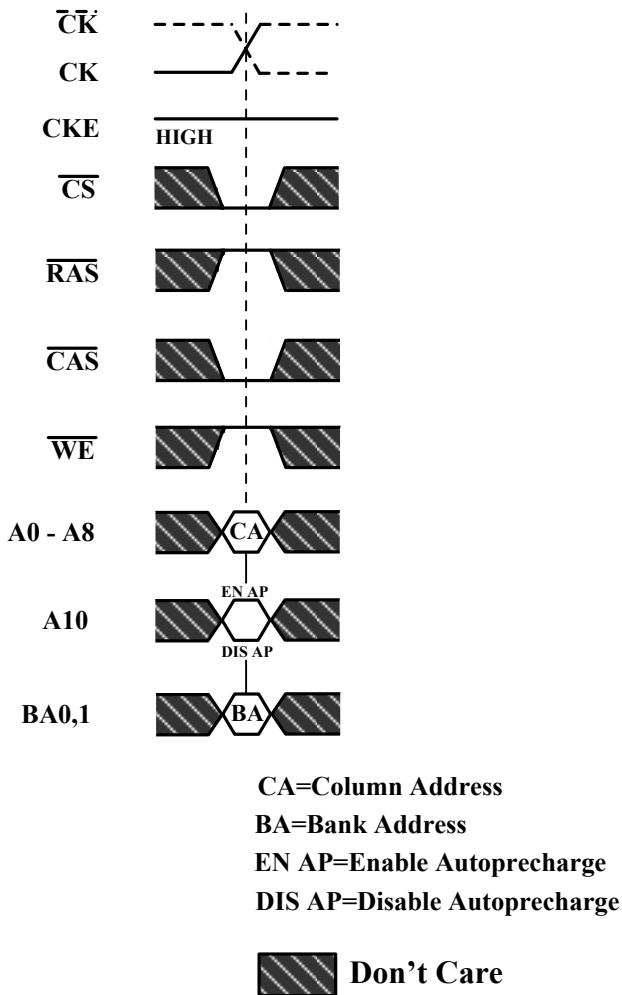 CK
CK
CKE
HIGH
CS
RAS
CAS
WE
A0 - A8
CA
EN AP
A10
DIS AP
BA0,1
BA
CA=Column Address
BA=Bank Address
EN AP=Enable Autoprecharge
DIS AP=Disable Autoprecharge
Don’t Care